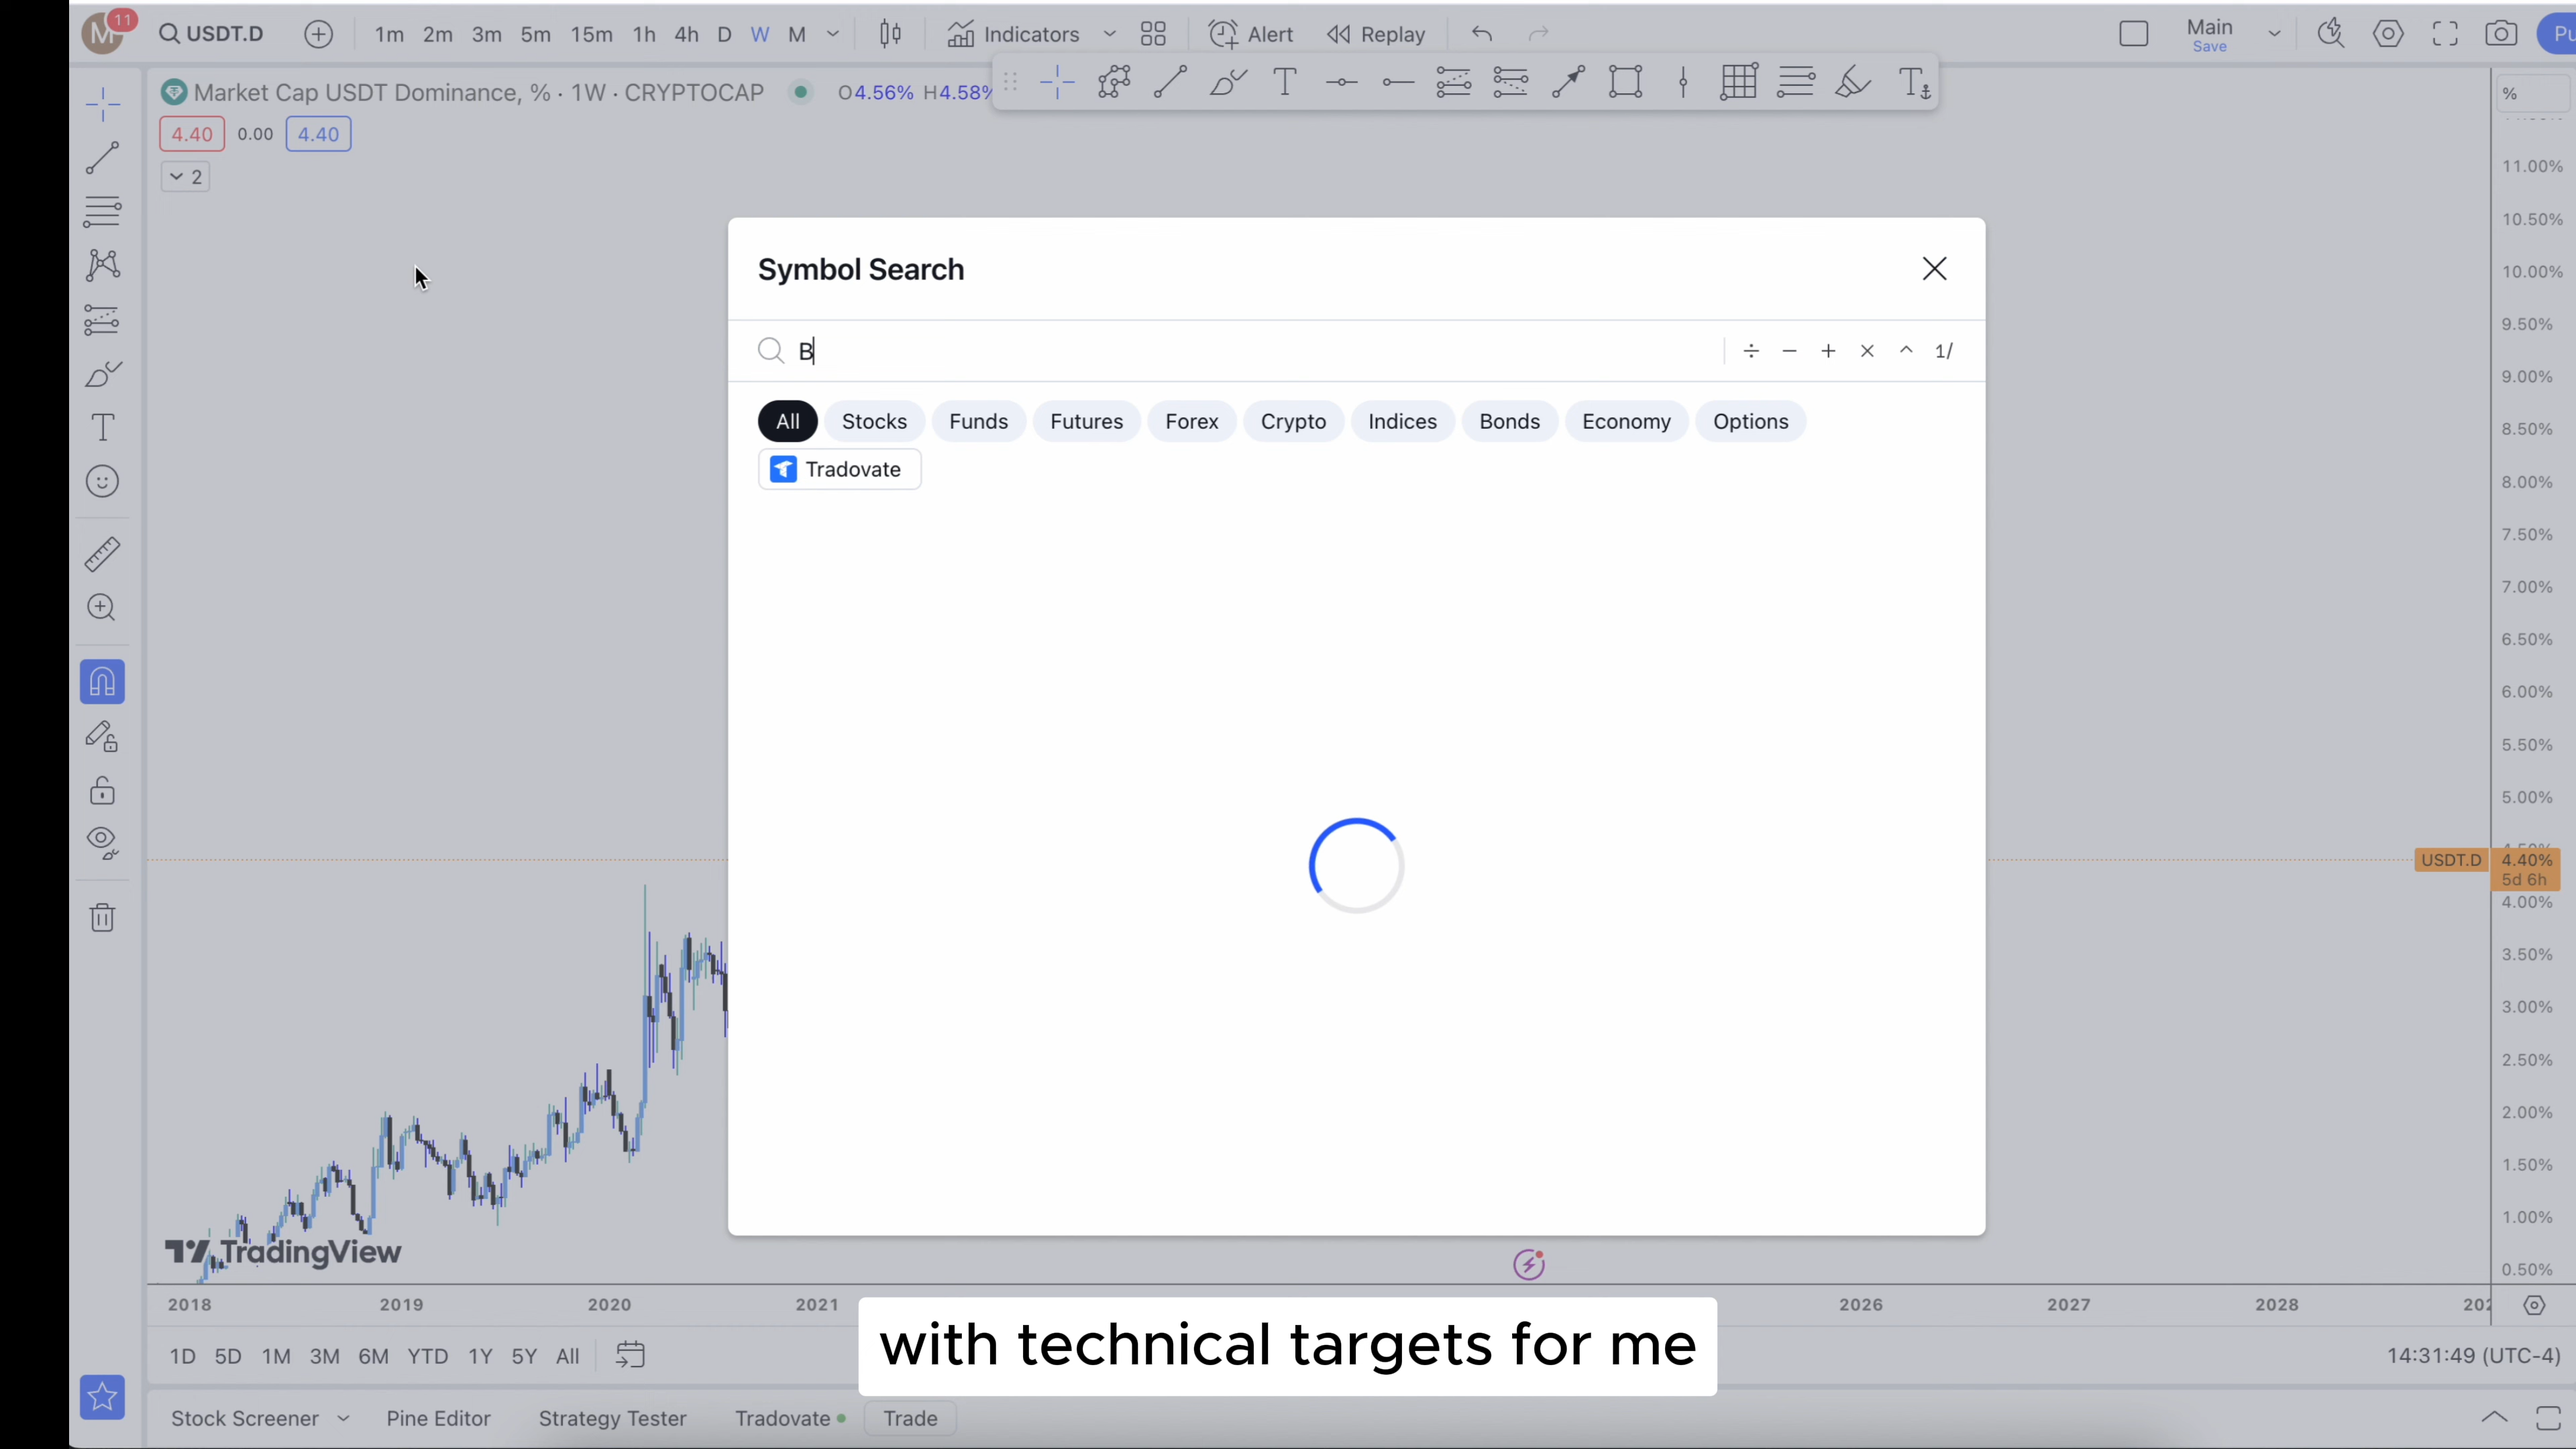 M 11 USDT.D 1m 2m 3m 5m 15m 1h 4h D W M Indicators Alert Replay Main
Save
Market Cap USDT Dominance, % · 1W · CRYPTOCAP O4.56% H4.58% T T %
4.40 0.00 4.40
2
11.00%
10.50%
10.00%
9.50%
9.00%
8.50%
8.00%
7.50%
7.00%
6.50%
6.00%
5.50%
5.00%
USDT.D 4.40%
5d 6h
4.00%
3.50%
3.00%
2.50%
2.00%
1.50%
1.00%
0.50%
Symbol Search
B ÷ − + × ^ 1/
All Stocks Funds Futures Forex Crypto Indices Bonds Economy Options
Tradovate
TradingView
2018 2019 2020 2021 2026 2027 2028
with technical targets for me
1D 5D 1M 3M 6M YTD 1Y 5Y All 14:31:49 (UTC-4)
Stock Screener Pine Editor Strategy Tester Tradovate Trade